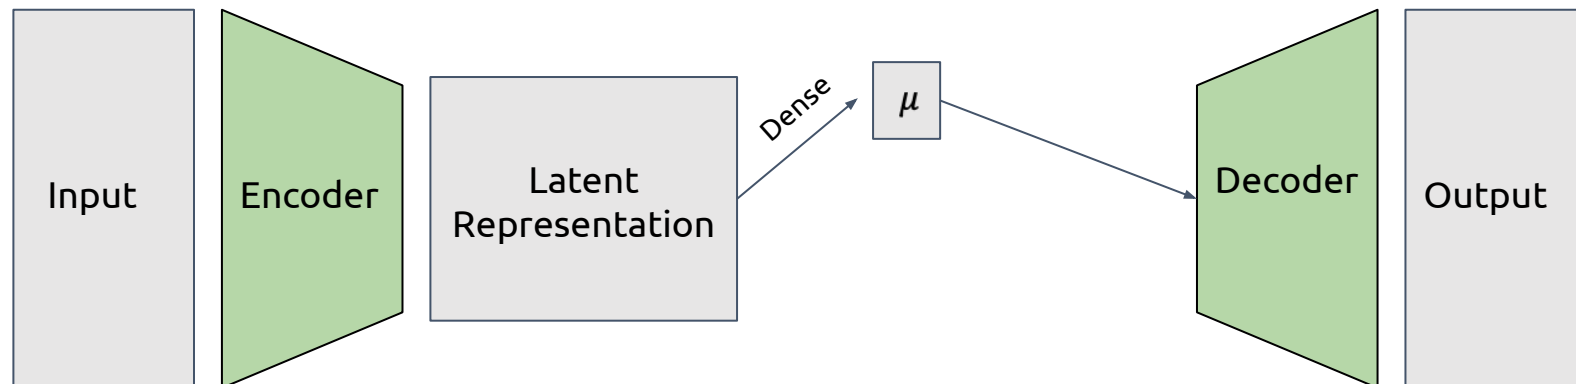 Input
Encoder
Latent
Representation
Dense
μ
Decoder
Output